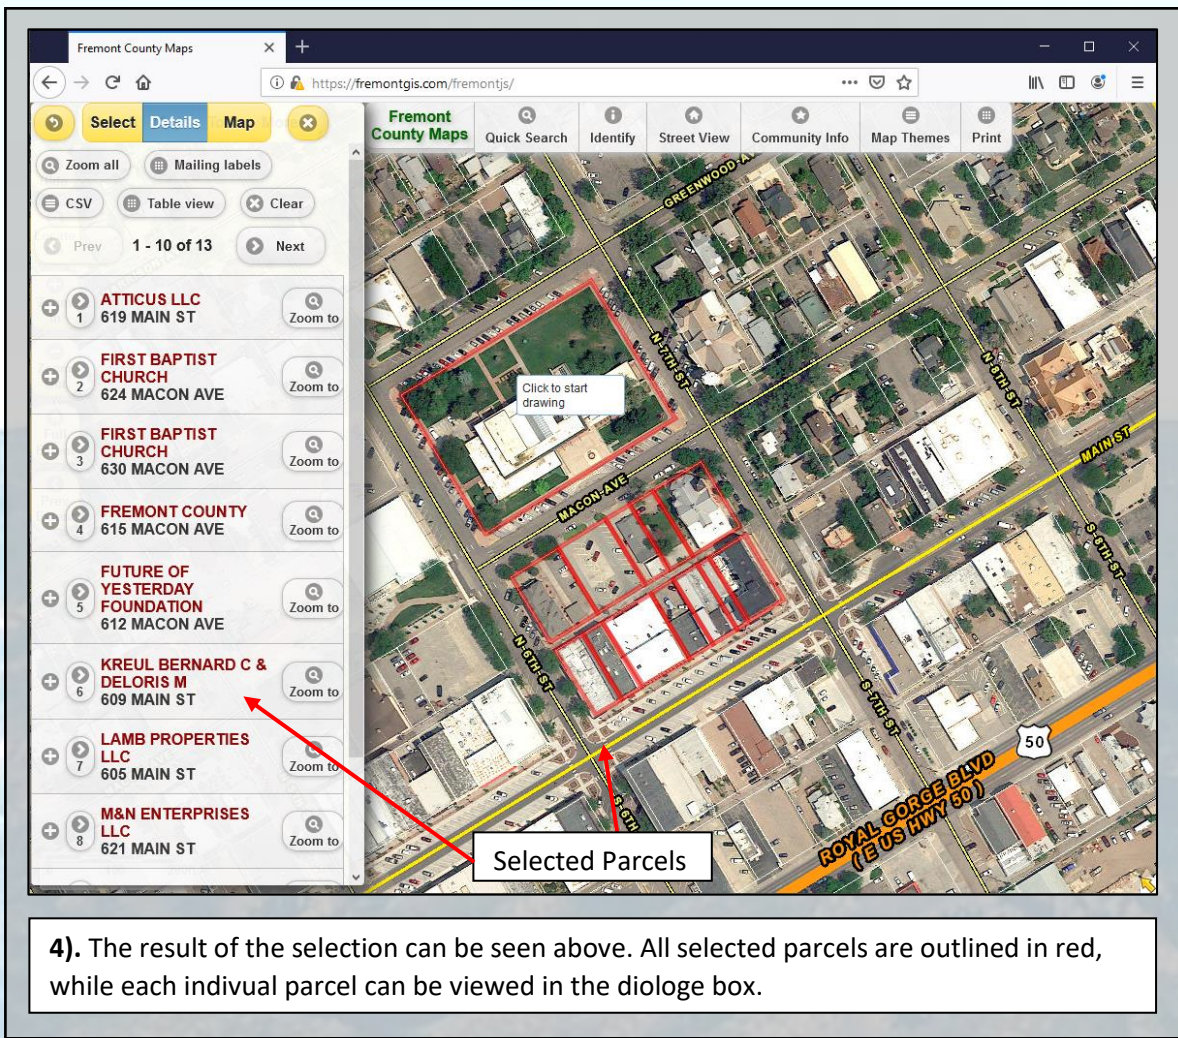 Fremont County Maps
https://fremontgis.com/fremontjs/
Select Details Map
Zoom all Mailing labels
CSV Table view Clear
Prev 1 - 10 of 13 Next
1 ATTICUS LLC
619 MAIN ST
Zoom to
2 FIRST BAPTIST
CHURCH
624 MACON AVE
Zoom to
3 FIRST BAPTIST
CHURCH
630 MACON AVE
Zoom to
4 FREMONT COUNTY
615 MACON AVE
Zoom to
5 FUTURE OF
YESTERDAY
FOUNDATION
612 MACON AVE
Zoom to
6 KREUL BERNARD C &
DELORIS M
609 MAIN ST
Zoom to
7 LAMB PROPERTIES
LLC
605 MAIN ST
Zoom to
8 M&N ENTERPRISES
LLC
621 MAIN ST
Zoom to
Fremont
County Maps
Quick Search Identify Street View Community Info Map Themes Print
GREENWOOD-A
N-7TH-ST
N-8TH-ST
Click to start
drawing
MAIN ST
MACON-AVE
S-8TH-ST
N-6TH-ST
S-7TH-ST
50
S-6TH
ROYAL GORGE BLVD
( E US HWY 50 )
Selected Parcels
4). The result of the selection can be seen above. All selected parcels are outlined in red,
while each indivual parcel can be viewed in the diologe box.